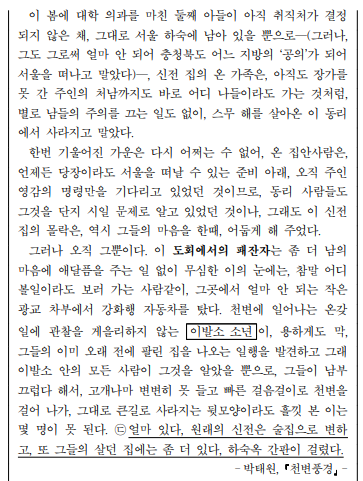 이 봄에 대학 의과를 마친 둘째 아들이 아직 취직처가 결정
되지 않은 채, 그대로 서울 하숙에 남아 있을 뿐으로―(그러나,
그도 그로써 얼마 안 되어 충청북도 어느 지방의 ‘공의’가 되어
서울을 떠나고 말았다)―, 신전 집의 온 가족은, 아직도 장가를
못 간 주인의 처남까지도 바로 어디 나들이라도 가는 것처럼,
별로 남들의 주의를 끄는 일도 없이, 스무 해를 살아온 이 동리
에서 사라지고 말았다.
한번 기울어진 가운은 다시 어쩌는 수가 없어, 온 집안사람은,
언제든 당장이라도 서울을 떠날 수 있는 준비 아래, 오직 주인
영감의 명령만을 기다리고 있었던 것이므로, 동리 사람들도
그것을 단지 시일 문제로 알고 있었던 것이나, 그래도 이 신전
집의 몰락은, 역시 그들의 마음을 한때, 어둡게 해 주었다.
그러나 오직 그뿐이다. 이 도회에서의 패잔자는 좀 더 남의
마음에 애달픔을 주는 일 없이 무심한 이의 눈에는, 참말 어디
볼일이라도 보러 가는 사람같이, 그곳에서 얼마 안 되는 작은
광교 차부에서 강화행 자동차를 탔다. 천변에 일어나는 온갖
일에 관찰을 게을리하지 않는 이발소 소년이, 용하게도 막,
그들의 이미 오래 전에 팔린 집을 나오는 일행을 발견하고 그래
이발소 안의 모든 사람이 그것을 알았을 뿐으로, 그들이 남부
끄럽다 해서, 고개나마 변변히 못 들고 빠른 걸음걸이로 천변을
걸어 나가, 그대로 큰길로 사라지는 뒷모양이라도 흘낏 본 이는
몇 명이 못 된다. ㉢얼마 있다, 원래의 신전은 술집으로 변하
고, 또 그들의 살던 집에는 좀 더 있다, 하숙옥 간판이 걸렸다.
- 박태원, 『천변풍경』 -